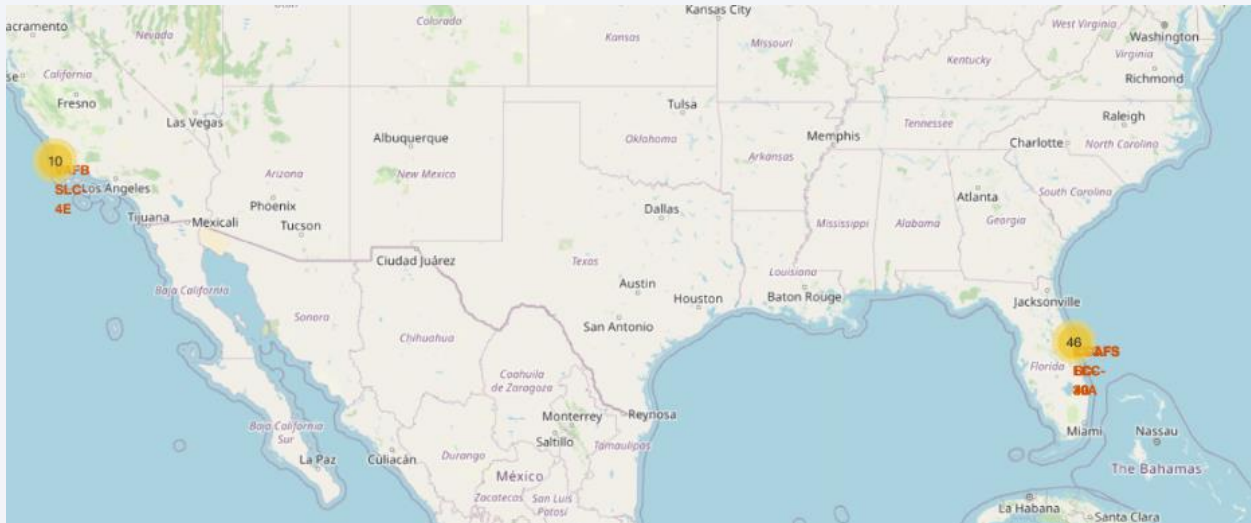 Kansas City
Utah
Colorado
West Virginia
acramento
Nevada
Kansas
Missouri
Washington
Virginia
se
California
Kentucky
Richmond
Fresno
Las Vegas
Tulsa
Raleigh
Albuquerque
Oklahoma
Memphis
Tennessee
Charlotte
North Carolina
10
AFB
Arizona
New Mexico
Arkansas
SLC-
Los Angeles
Atlanta
South Carolina
4E
Phoenix
Dallas
Tijuana
Mexicali
Tucson
Mississippi
Alabama
Georgia
Ciudad Juárez
Texas
Louisiana
Baja California
Austin
Houston
Baton Rouge
Jacksonville
Sonora
San Antonio
Chihuahua
46
AFS
Coahuila
de Zaragoza
Florida
Baja California
Sur
Monterrey
Reynosa
Miami
Nassau
Saltillo
Tamaulipas
La Paz
Culiacán
Durango
The Bahamas
México
Zacatecas
San Luis
Potosí
La Habana
Santa Clara